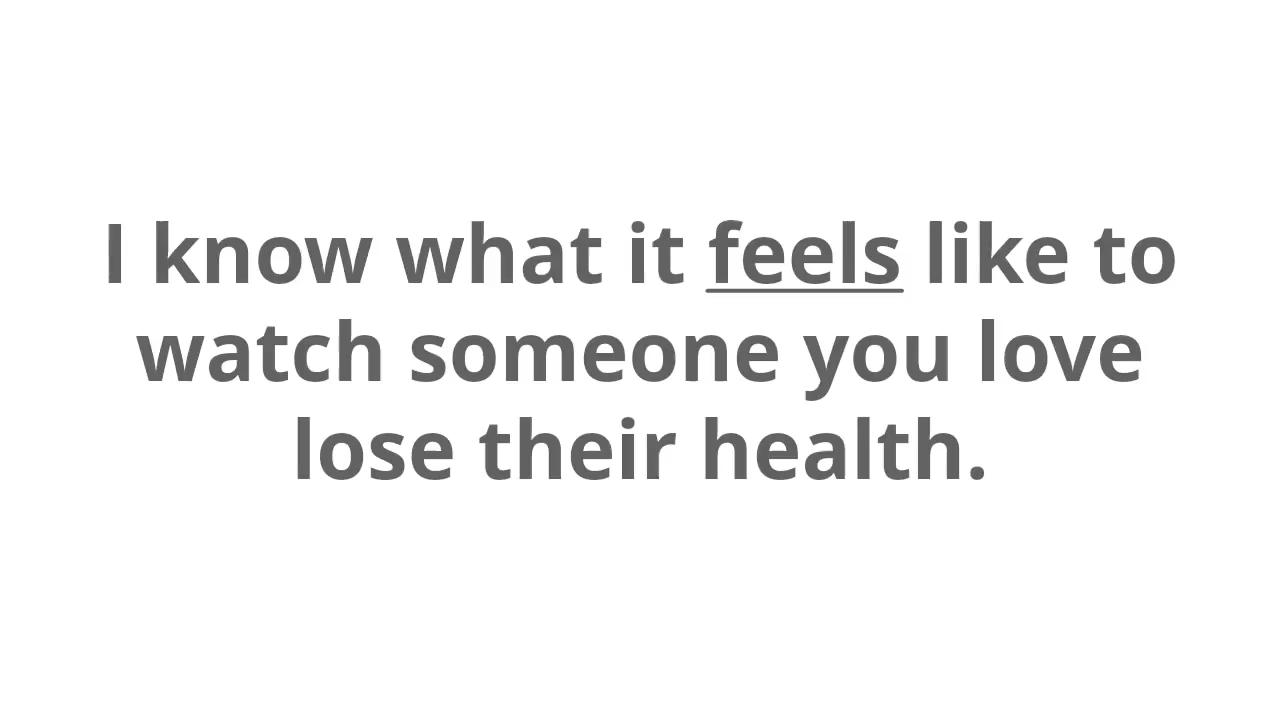 I know what it feels like to
watch someone you love
lose their health.